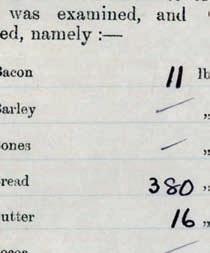 was examined, and
ed, namely :—
Bacon 11 lb
Barley — „
ones — „
read 380 „
utter 16 „